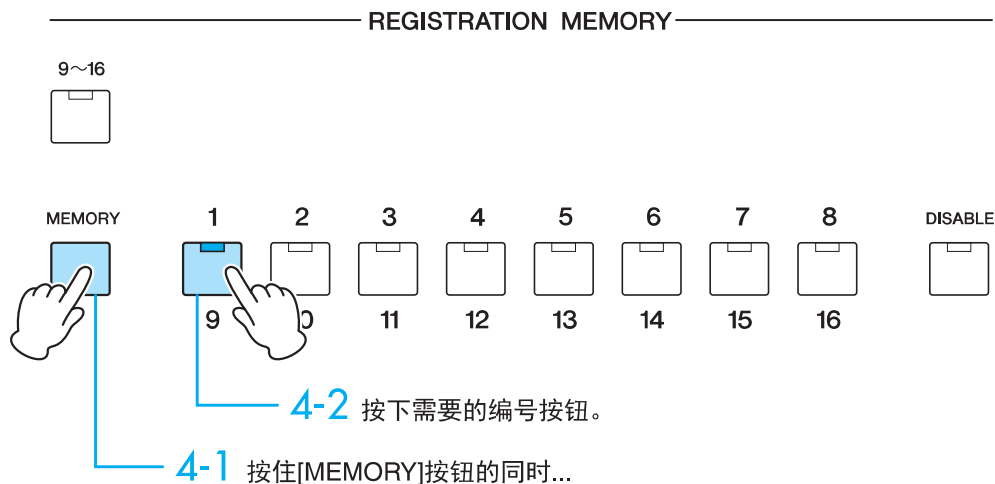 REGISTRATION MEMORY
9～16
MEMORY 1 2 3 4 5 6 7 8 DISABLE
9 0 11 12 13 14 15 16
4-2 按下需要的编号按钮。
4-1 按住[MEMORY]按钮的同时...